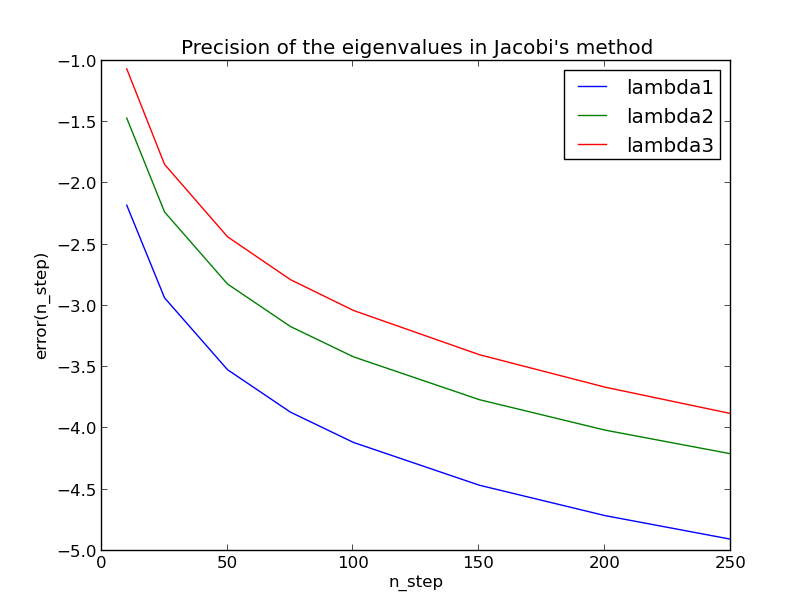 Precision of the eigenvalues in Jacobi's method
lambda1
lambda2
lambda3
−1.0
−1.5
−2.0
−2.5
−3.0
−3.5
−4.0
−4.5
−5.0
error(n_step)
0
50
100
150
200
250
n_step